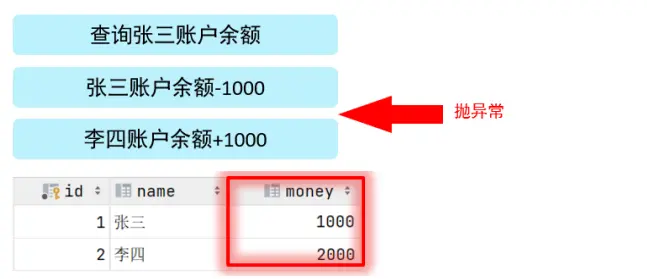 查询张三账户余额
张三账户余额-1000
抛异常
李四账户余额+1000
id name money
1 张三 1000
2 李四 2000